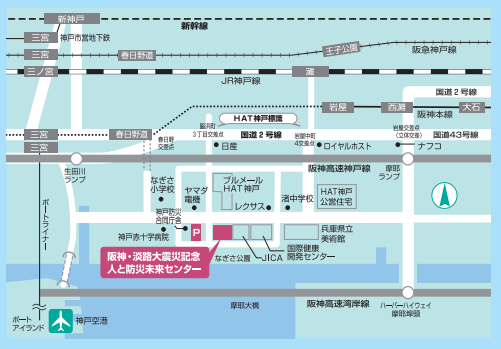 新神戸
新幹線
三宮
神戸市営地下鉄
三宮
春日野道
王子公園
阪急神戸線
三ノ宮
灘
JR神戸線
国道2号線
岩屋
西灘
大石
阪神本線
HAT神戸標識
三宮
春日野道
春日野
交差点
脇浜町
3丁目交差点
国道2号線
岩屋中町
4交差点
岩屋交差点
(立体交差)
国道43号線
三宮
日産
ロイヤルホスト
ナフコ
生田川
ランプ
阪神高速神戸線
摩耶
ランプ
なぎさ
小学校
ヤマダ
電機
ブルメール
HAT神戸
レクサス
渚中学校
HAT神戸
公営住宅
神戸防災
合同庁舎
P
神戸赤十字病院
兵庫県立
美術館
ポートライナー
阪神・淡路大震災記念
人と防災未来センター
なぎさ公園
JICA
国際健康
開発センター
摩耶大橋
阪神高速湾岸線
ハーバーハイウェイ
摩耶埠頭
ポート
アイランド
神戸空港